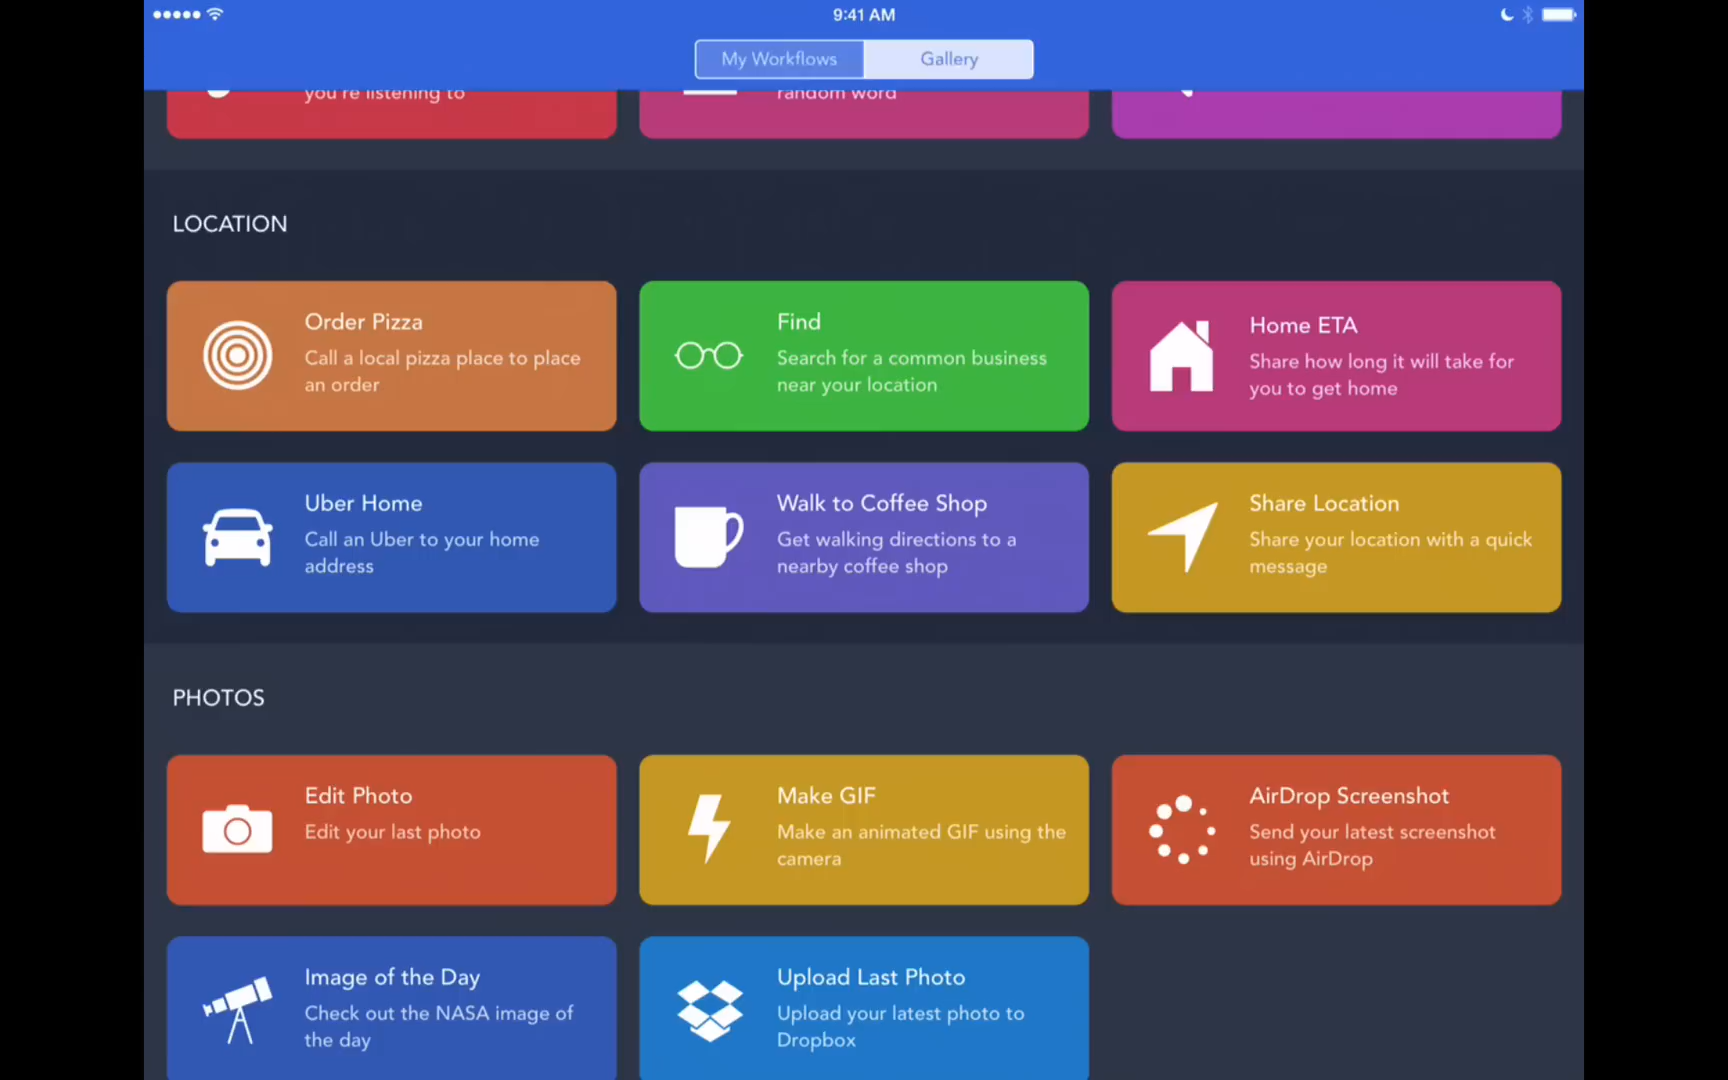 9:41 AM
My Workflows
Gallery
you're listening to
random word
LOCATION
Order Pizza
Call a local pizza place to place
an order
Find
Search for a common business
near your location
Home ETA
Share how long it will take for
you to get home
Uber Home
Call an Uber to your home
address
Walk to Coffee Shop
Get walking directions to a
nearby coffee shop
Share Location
Share your location with a quick
message
PHOTOS
Edit Photo
Edit your last photo
Make GIF
Make an animated GIF using the
camera
AirDrop Screenshot
Send your latest screenshot
using AirDrop
Image of the Day
Check out the NASA image of
the day
Upload Last Photo
Upload your latest photo to
Dropbox